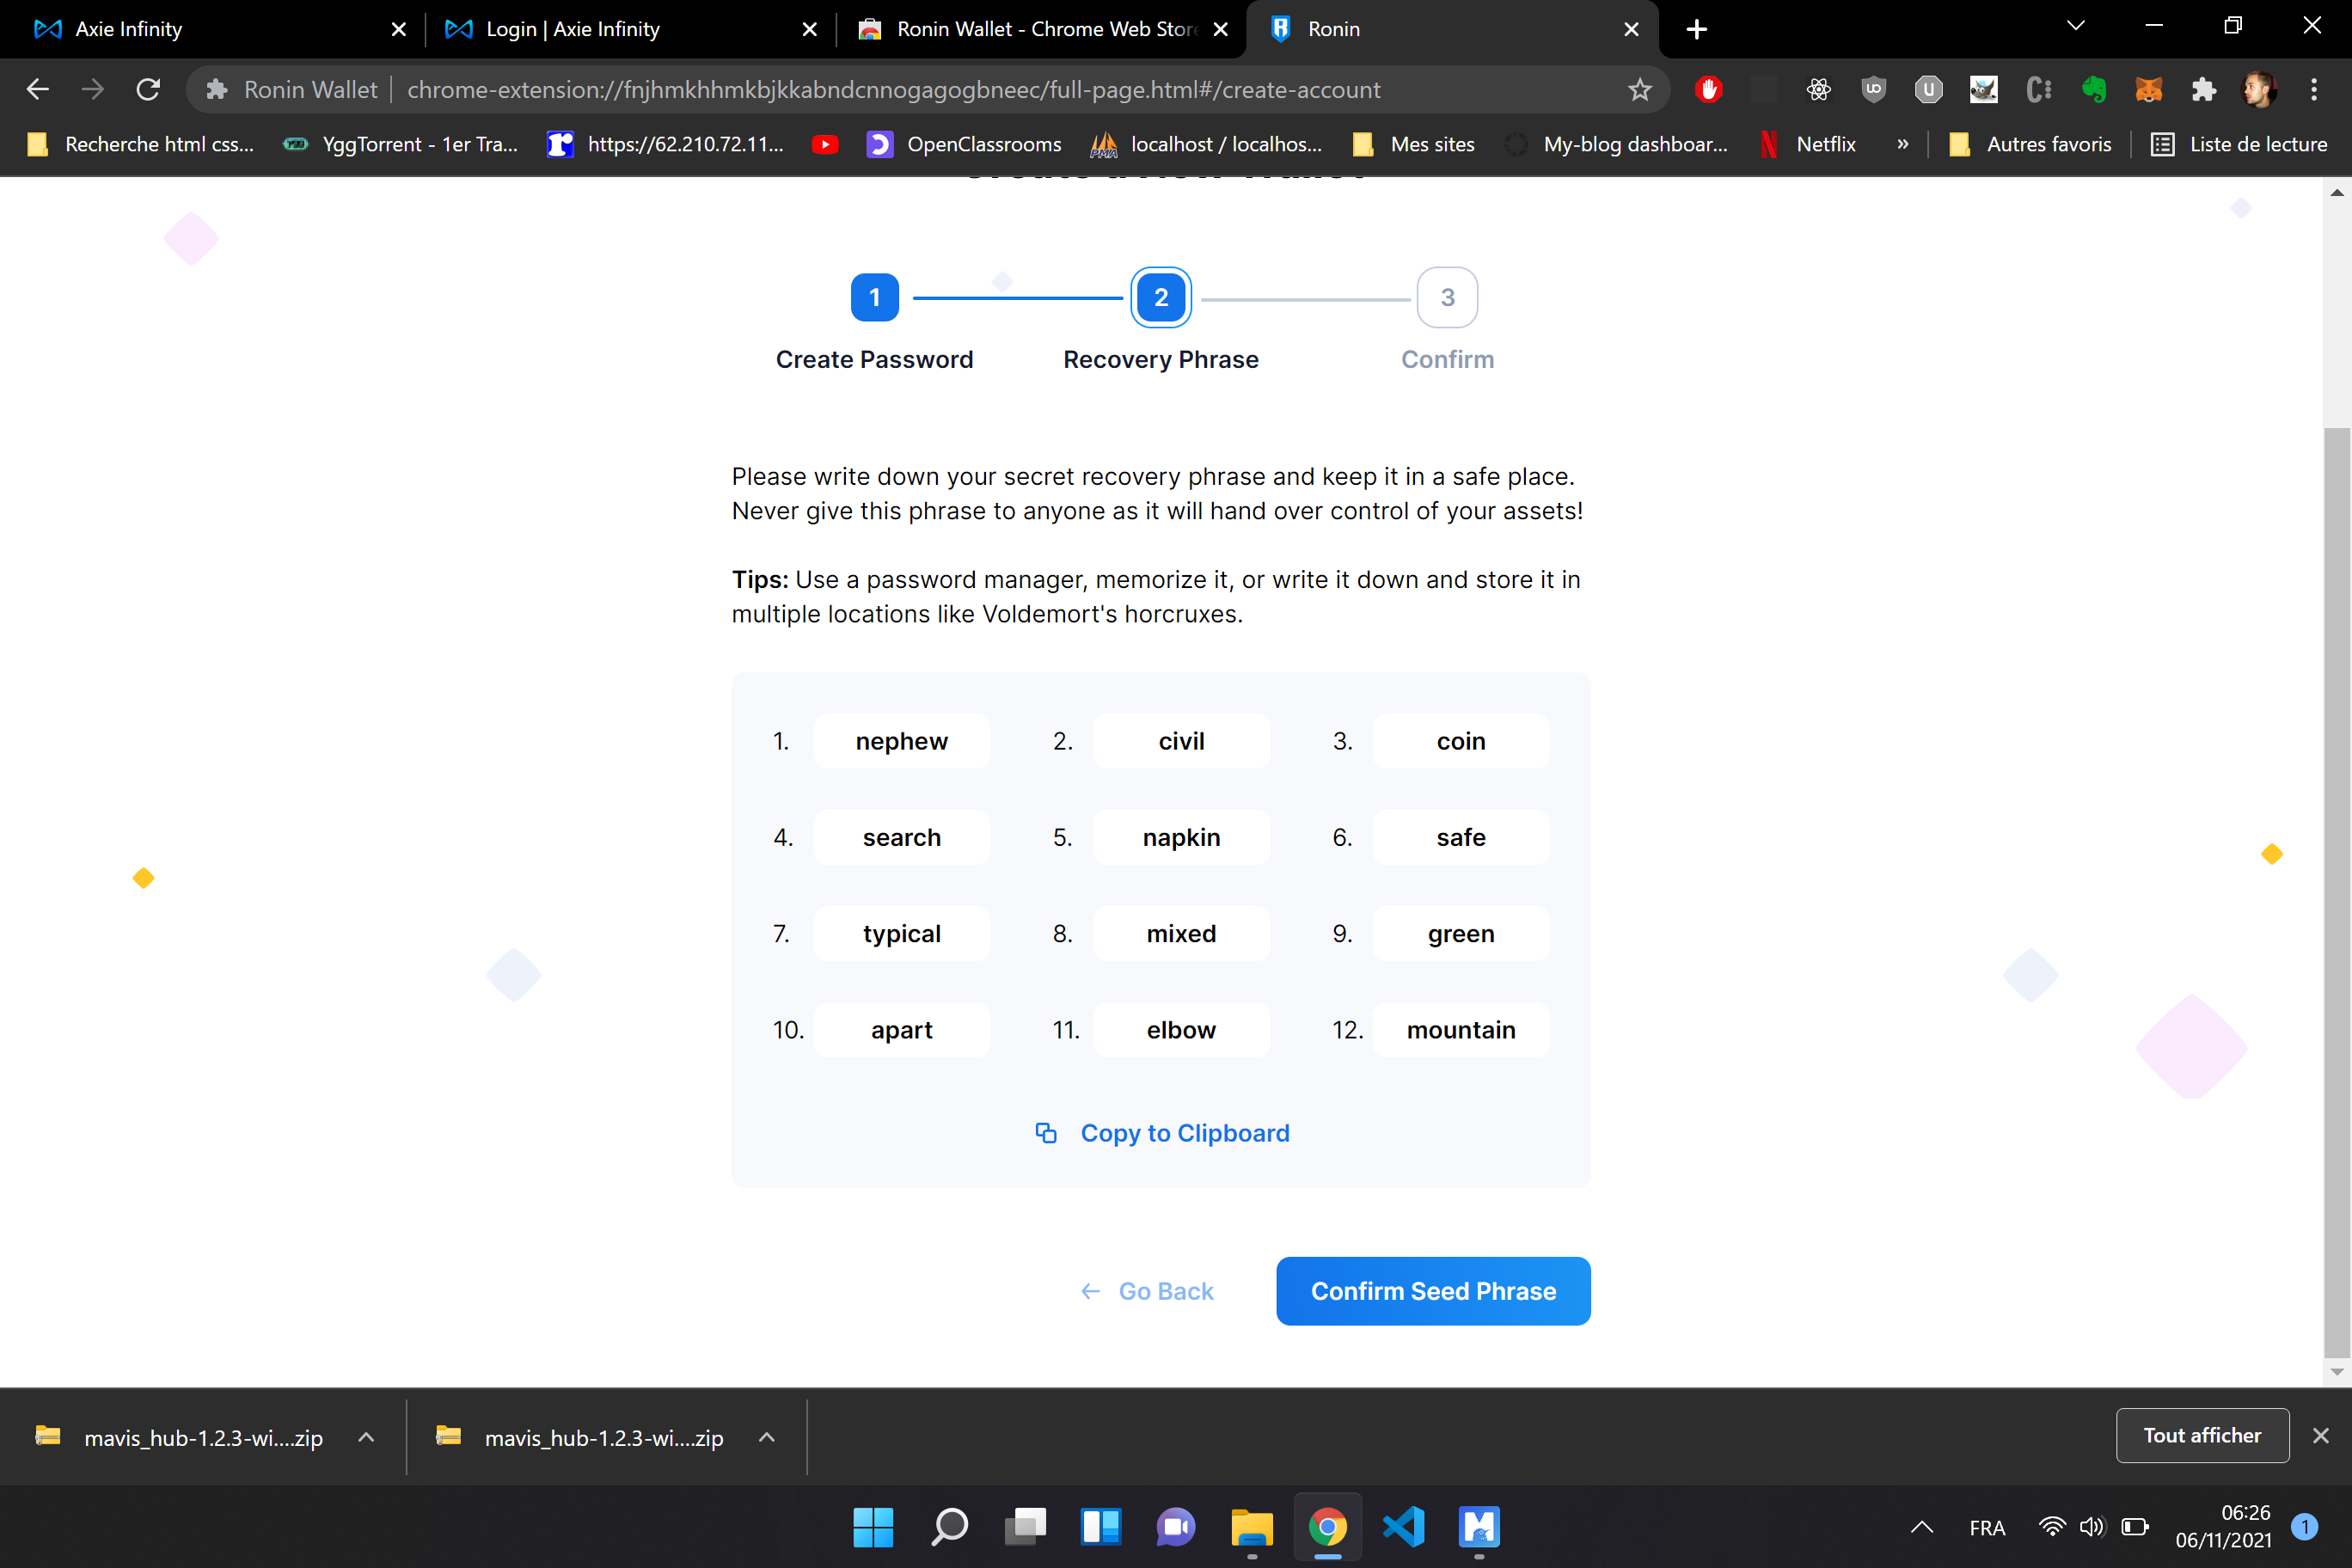 Axie Infinity
Login | Axie Infinity
Ronin Wallet - Chrome Web Store
Ronin
Ronin Wallet
chrome-extension://fnjhmkhhmkbjkkabndcnnogagogbneec/full-page.html#/create-account
Recherche html css...
YggTorrent - 1er Tra...
https://62.210.72.11...
OpenClassrooms
localhost / localhos...
Mes sites
My-blog dashboar...
Netflix
»
Autres favoris
Liste de lecture
1
2
3
Create Password
Recovery Phrase
Confirm
Please write down your secret recovery phrase and keep it in a safe place.
Never give this phrase to anyone as it will hand over control of your assets!
Tips: Use a password manager, memorize it, or write it down and store it in
multiple locations like Voldemort's horcruxes.
1. nephew 2. civil 3. coin
4. search 5. napkin 6. safe
7. typical 8. mixed 9. green
10. apart 11. elbow 12. mountain
Copy to Clipboard
Go Back
Confirm Seed Phrase
mavis_hub-1.2.3-wi....zip
mavis_hub-1.2.3-wi....zip
Tout afficher
FRA
06:26
06/11/2021
1